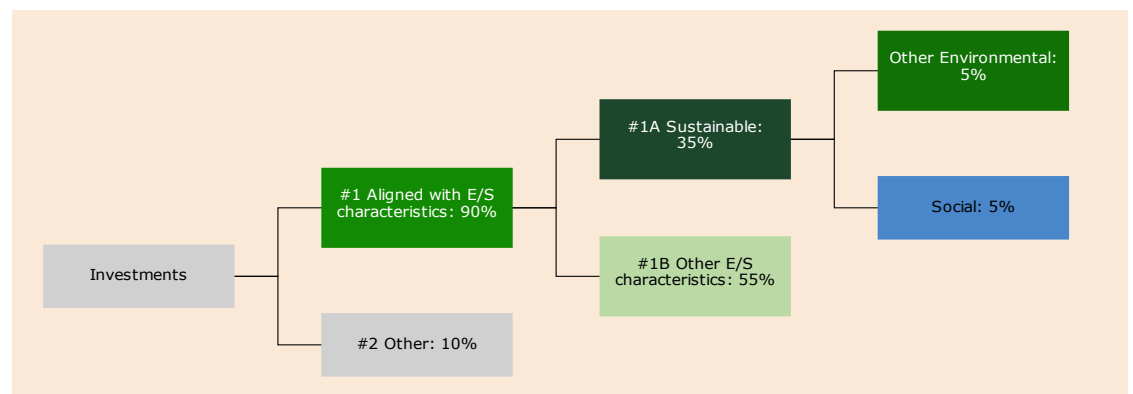 Investments
#1 Aligned with E/S
characteristics: 90%
#2 Other: 10%
#1A Sustainable:
35%
#1B Other E/S
characteristics: 55%
Other Environmental:
5%
Social: 5%